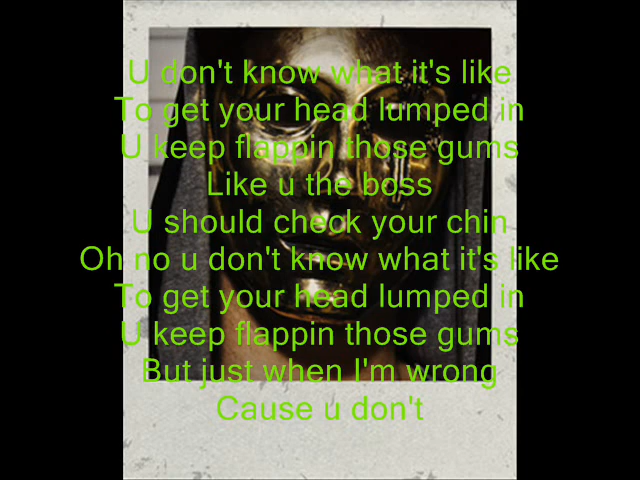 U don't know what it's like
To get your head lumped in
U keep flappin those gums
Like u the boss
U should check your chin
Oh no u don't know what it's like
To get your head lumped in
U keep flappin those gums
But just when I'm wrong
Cause u don't